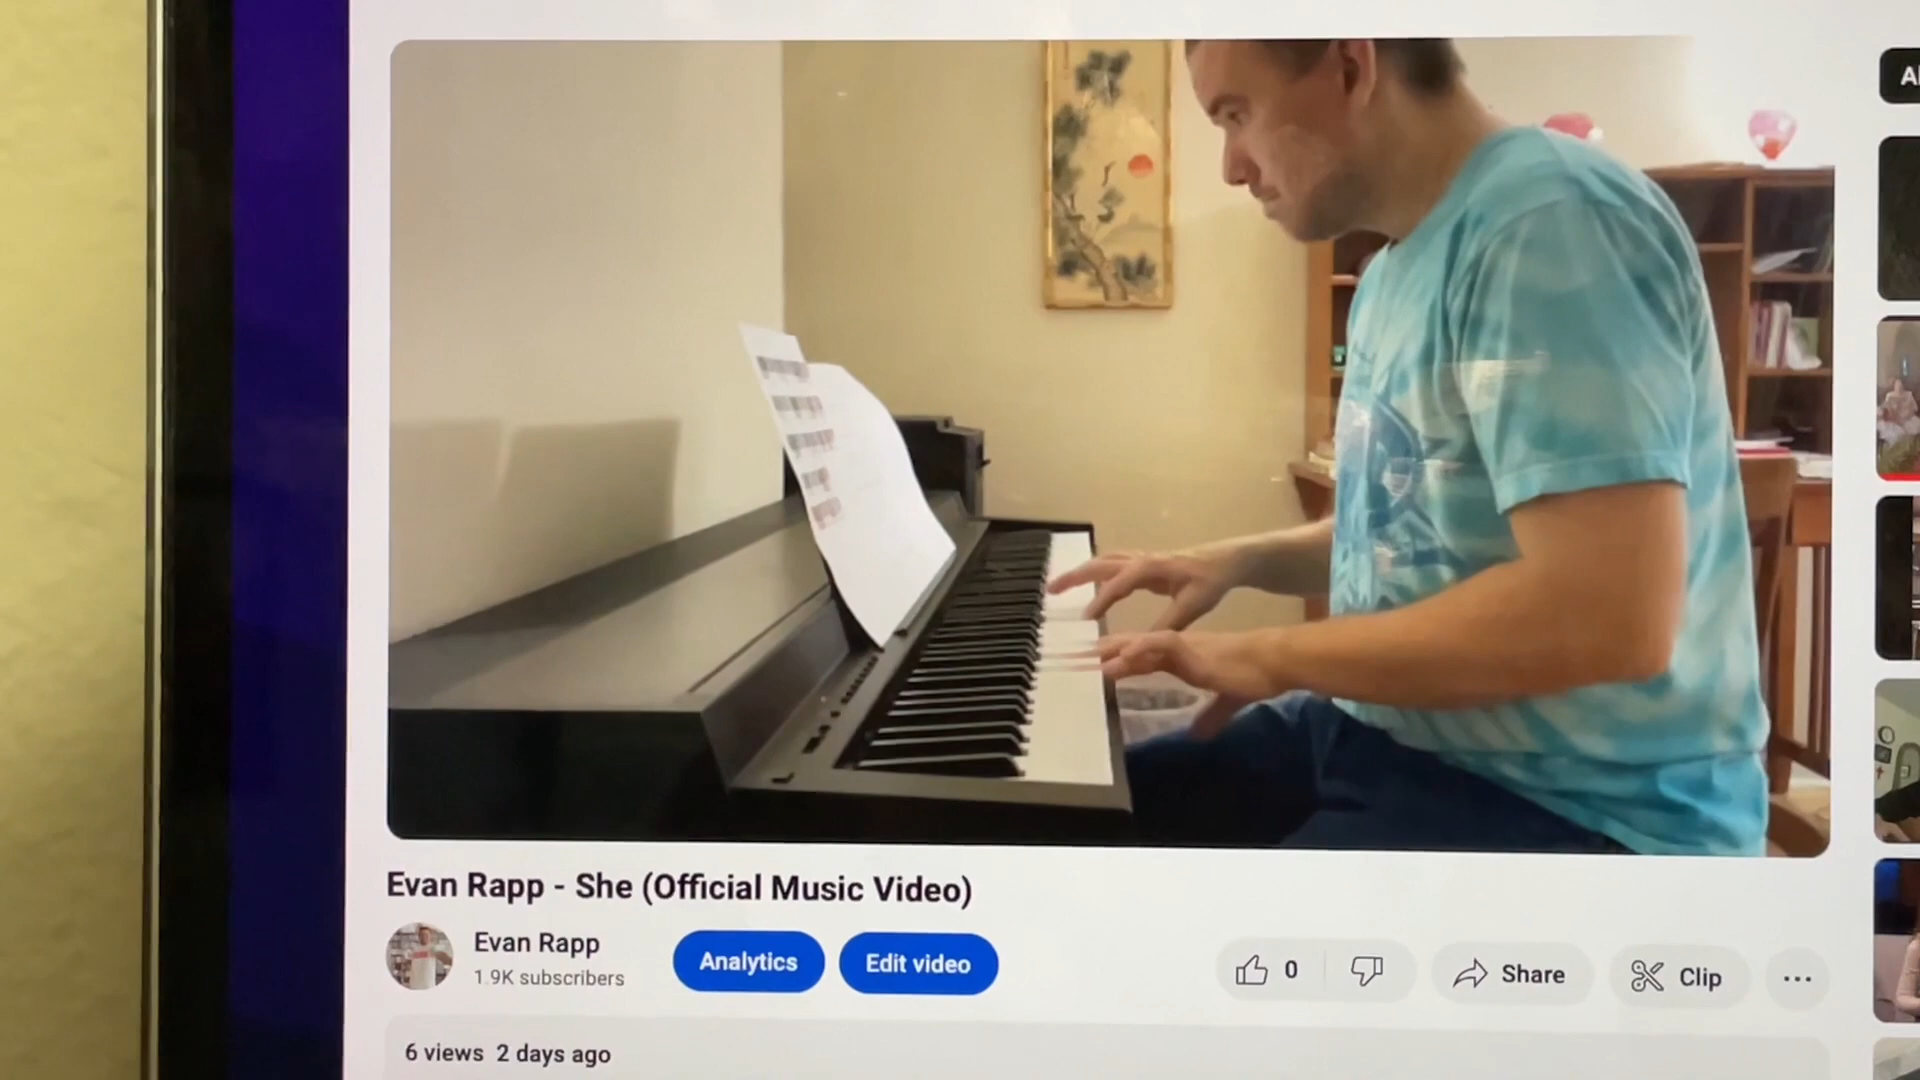 Evan Rapp - She (Official Music Video)
Evan Rapp
1.9K subscribers
Analytics
Edit video
0
Share
Clip
6 views 2 days ago